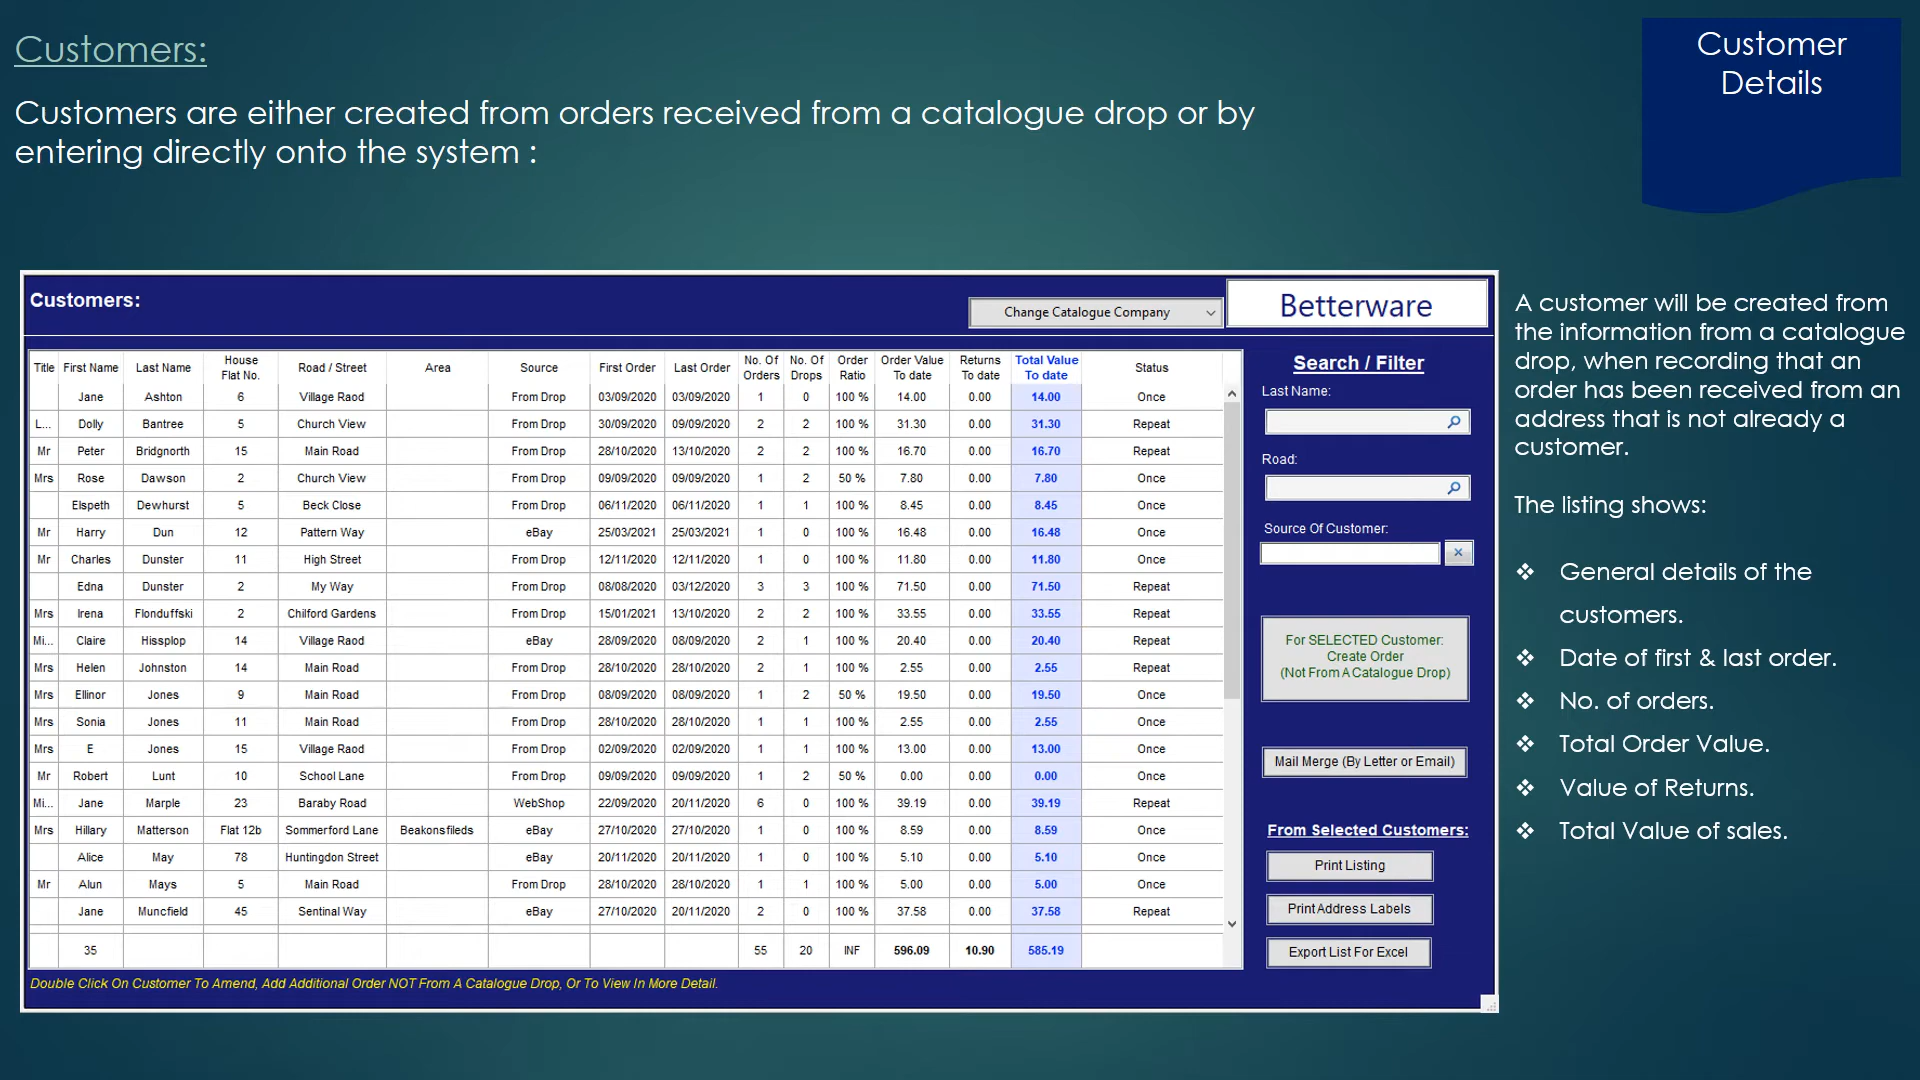 Customers:
Customer
Details
Customers are either created from orders received from a catalogue drop or by
entering directly onto the system :
Customers:
Change Catalogue Company
Betterware
Title First Name Last Name House Flat No. Road / Street Area Source First Order Last Order No. Of Orders No. Of Drops Order Ratio Order Value To date Returns To date Total Value To date Status
Jane Ashton 6 Village Raod From Drop 03/09/2020 03/09/2020 1 0 100 % 14.00 0.00 14.00 Once
L... Dolly Bantree 5 Church View From Drop 30/09/2020 09/09/2020 2 2 100 % 31.30 0.00 31.30 Repeat
Mr Peter Bridgnorth 15 Main Road From Drop 28/10/2020 13/10/2020 2 2 100 % 16.70 0.00 16.70 Repeat
Mrs Rose Dawson 2 Church View From Drop 09/09/2020 09/09/2020 1 2 50 % 7.80 0.00 7.80 Once
Elspeth Dewhurst 5 Beck Close From Drop 06/11/2020 06/11/2020 1 1 100 % 8.45 0.00 8.45 Once
Mr Harry Dun 12 Pattern Way eBay 25/03/2021 25/03/2021 1 0 100 % 16.48 0.00 16.48 Once
Mr Charles Dunster 11 High Street From Drop 12/11/2020 12/11/2020 1 0 100 % 11.80 0.00 11.80 Once
Edna Dunster 2 My Way From Drop 08/08/2020 03/12/2020 3 3 100 % 71.50 0.00 71.50 Repeat
Mrs Irena Flonduffski 2 Chilford Gardens From Drop 15/01/2021 13/10/2020 2 2 100 % 33.55 0.00 33.55 Repeat
Mi... Claire Hissplop 14 Village Raod eBay 28/09/2020 08/09/2020 2 1 100 % 20.40 0.00 20.40 Repeat
Mrs Helen Johnston 14 Main Road From Drop 28/10/2020 28/10/2020 2 1 100 % 2.55 0.00 2.55 Repeat
Mrs Ellinor Jones 9 Main Road From Drop 08/09/2020 08/09/2020 1 2 50 % 19.50 0.00 19.50 Once
Mrs Sonia Jones 11 Main Road From Drop 28/10/2020 28/10/2020 1 1 100 % 2.55 0.00 2.55 Once
Mrs E Jones 15 Village Raod From Drop 02/09/2020 02/09/2020 1 1 100 % 13.00 0.00 13.00 Once
Mr Robert Lunt 10 School Lane From Drop 09/09/2020 09/09/2020 1 2 50 % 0.00 0.00 0.00 Once
Mi... Jane Marple 23 Baraby Road WebShop 22/09/2020 20/11/2020 6 0 100 % 39.19 0.00 39.19 Repeat
Mrs Hillary Matterson Flat 12b Sommerford Lane Beakonsfileds eBay 27/10/2020 27/10/2020 1 0 100 % 8.59 0.00 8.59 Once
Alice May 78 Huntingdon Street eBay 20/11/2020 20/11/2020 1 0 100 % 5.10 0.00 5.10 Once
Mr Alun Mays 5 Main Road From Drop 28/10/2020 28/10/2020 1 1 100 % 5.00 0.00 5.00 Once
Jane Muncfield 45 Sentinal Way eBay 27/10/2020 20/11/2020 2 0 100 % 37.58 0.00 37.58 Repeat
35 55 20 INF 596.09 10.90 585.19
Double Click On Customer To Amend, Add Additional Order NOT From A Catalogue Drop, Or To View In More Detail.
Search / Filter
Last Name:
Road:
Source Of Customer:
For SELECTED Customer:
Create Order
(Not From A Catalogue Drop)
Mail Merge (By Letter or Email)
From Selected Customers:
Print Listing
Print Address Labels
Export List For Excel
A customer will be created from
the information from a catalogue
drop, when recording that an
order has been received from an
address that is not already a
customer.
The listing shows:
❖ General details of the
customers.
❖ Date of first & last order.
❖ No. of orders.
❖ Total Order Value.
❖ Value of Returns.
❖ Total Value of sales.